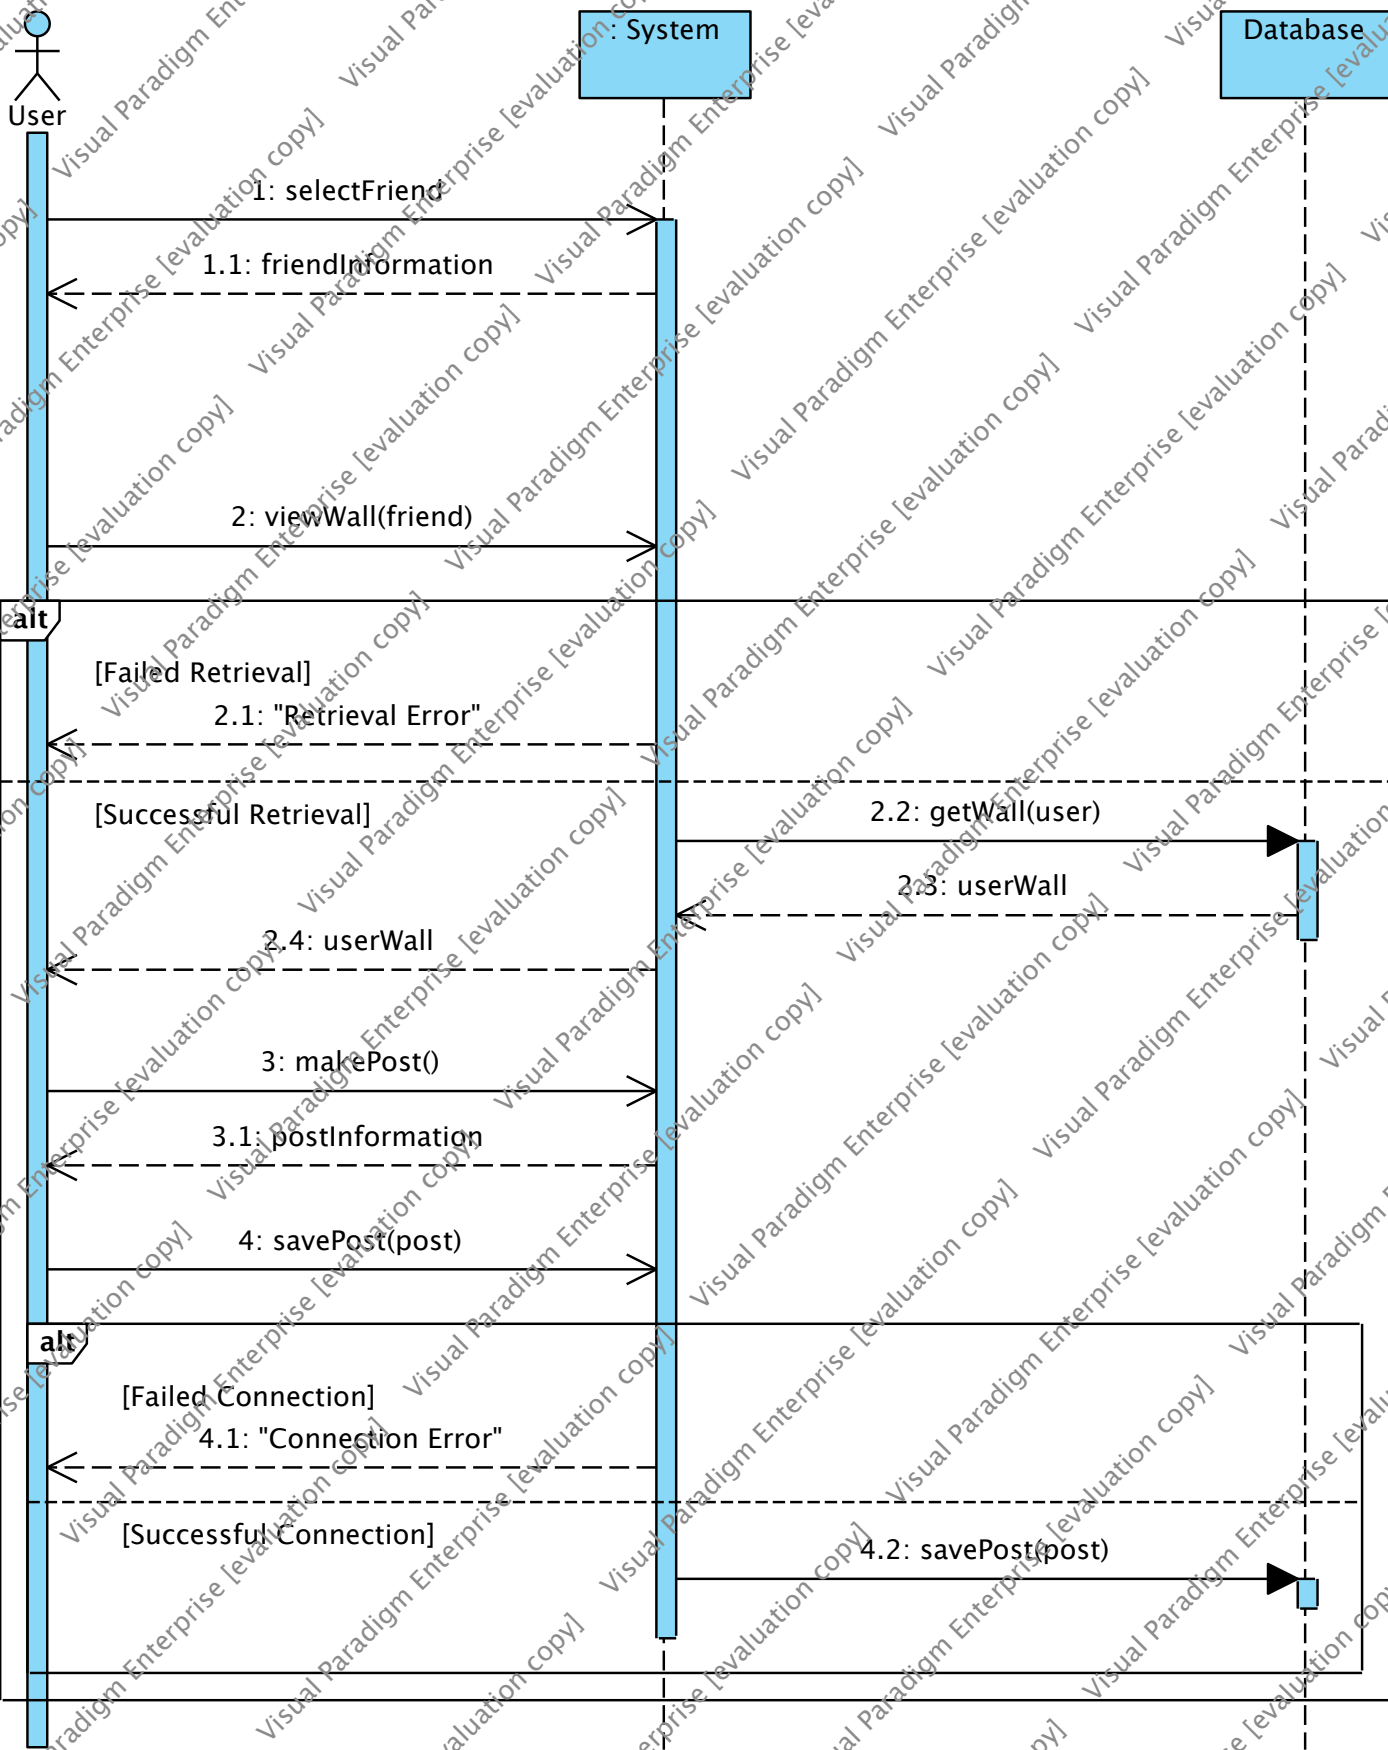 : System
Database
User
1: selectFriend
1.1: friendInformation
2: viewWall(friend)
alt
[Failed Retrieval]
2.1: "Retrieval Error"
[Successful Retrieval]
2.2: getWall(user)
2.3: userWall
2.4: userWall
3: makePost()
3.1: postInformation
4: savePost(post)
alt
[Failed Connection]
4.1: "Connection Error"
[Successful Connection]
4.2: savePost(post)
Visual Paradigm Enterprise [evaluation copy]